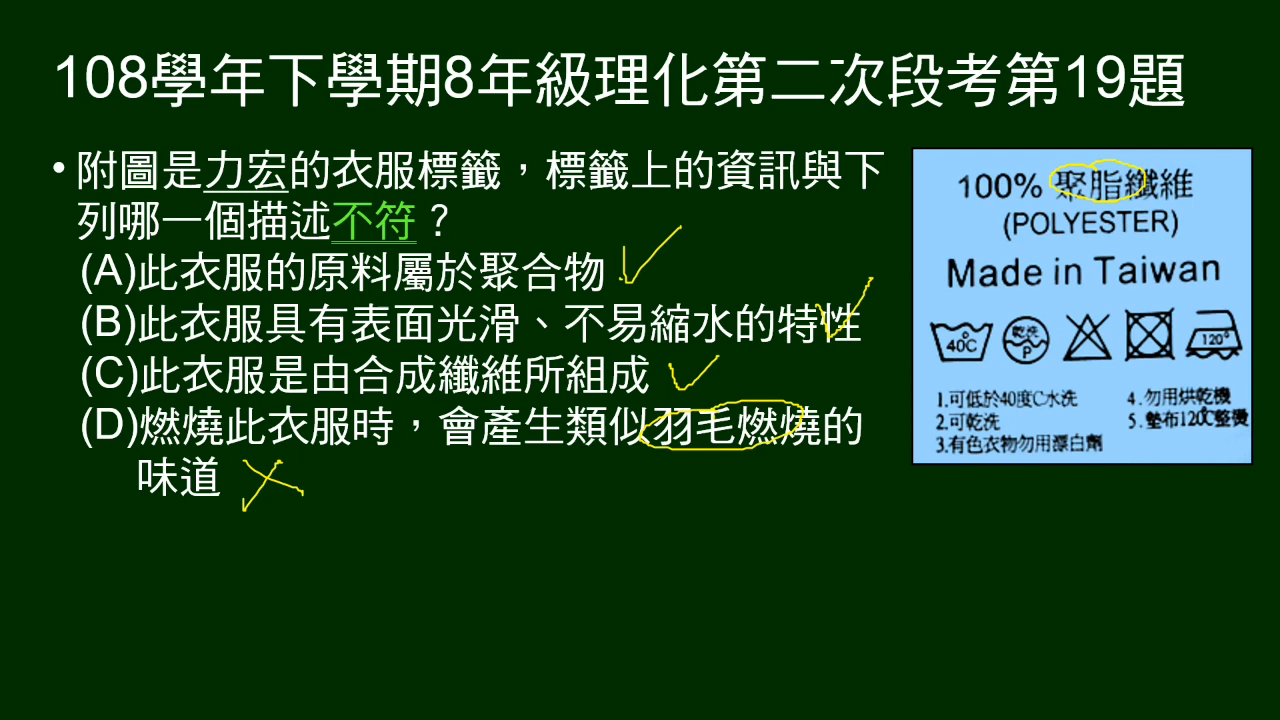 108學年下學期8年級理化第二次段考第19題
• 附圖是力宏的衣服標籤，標籤上的資訊與下
列哪一個描述不符？
(A)此衣服的原料屬於聚合物
(B)此衣服具有表面光滑、不易縮水的特性
(C)此衣服是由合成纖維所組成
(D)燃燒此衣服時，會產生類似羽毛燃燒的
味道
100% 聚脂纖維
(POLYESTER)
Made in Taiwan
40°C 乾洗 P 120°
1.可低於40度C水洗
2.可乾洗
3.有色衣物勿用漂白劑
4.勿用烘乾機
5.墊布120℃整燙